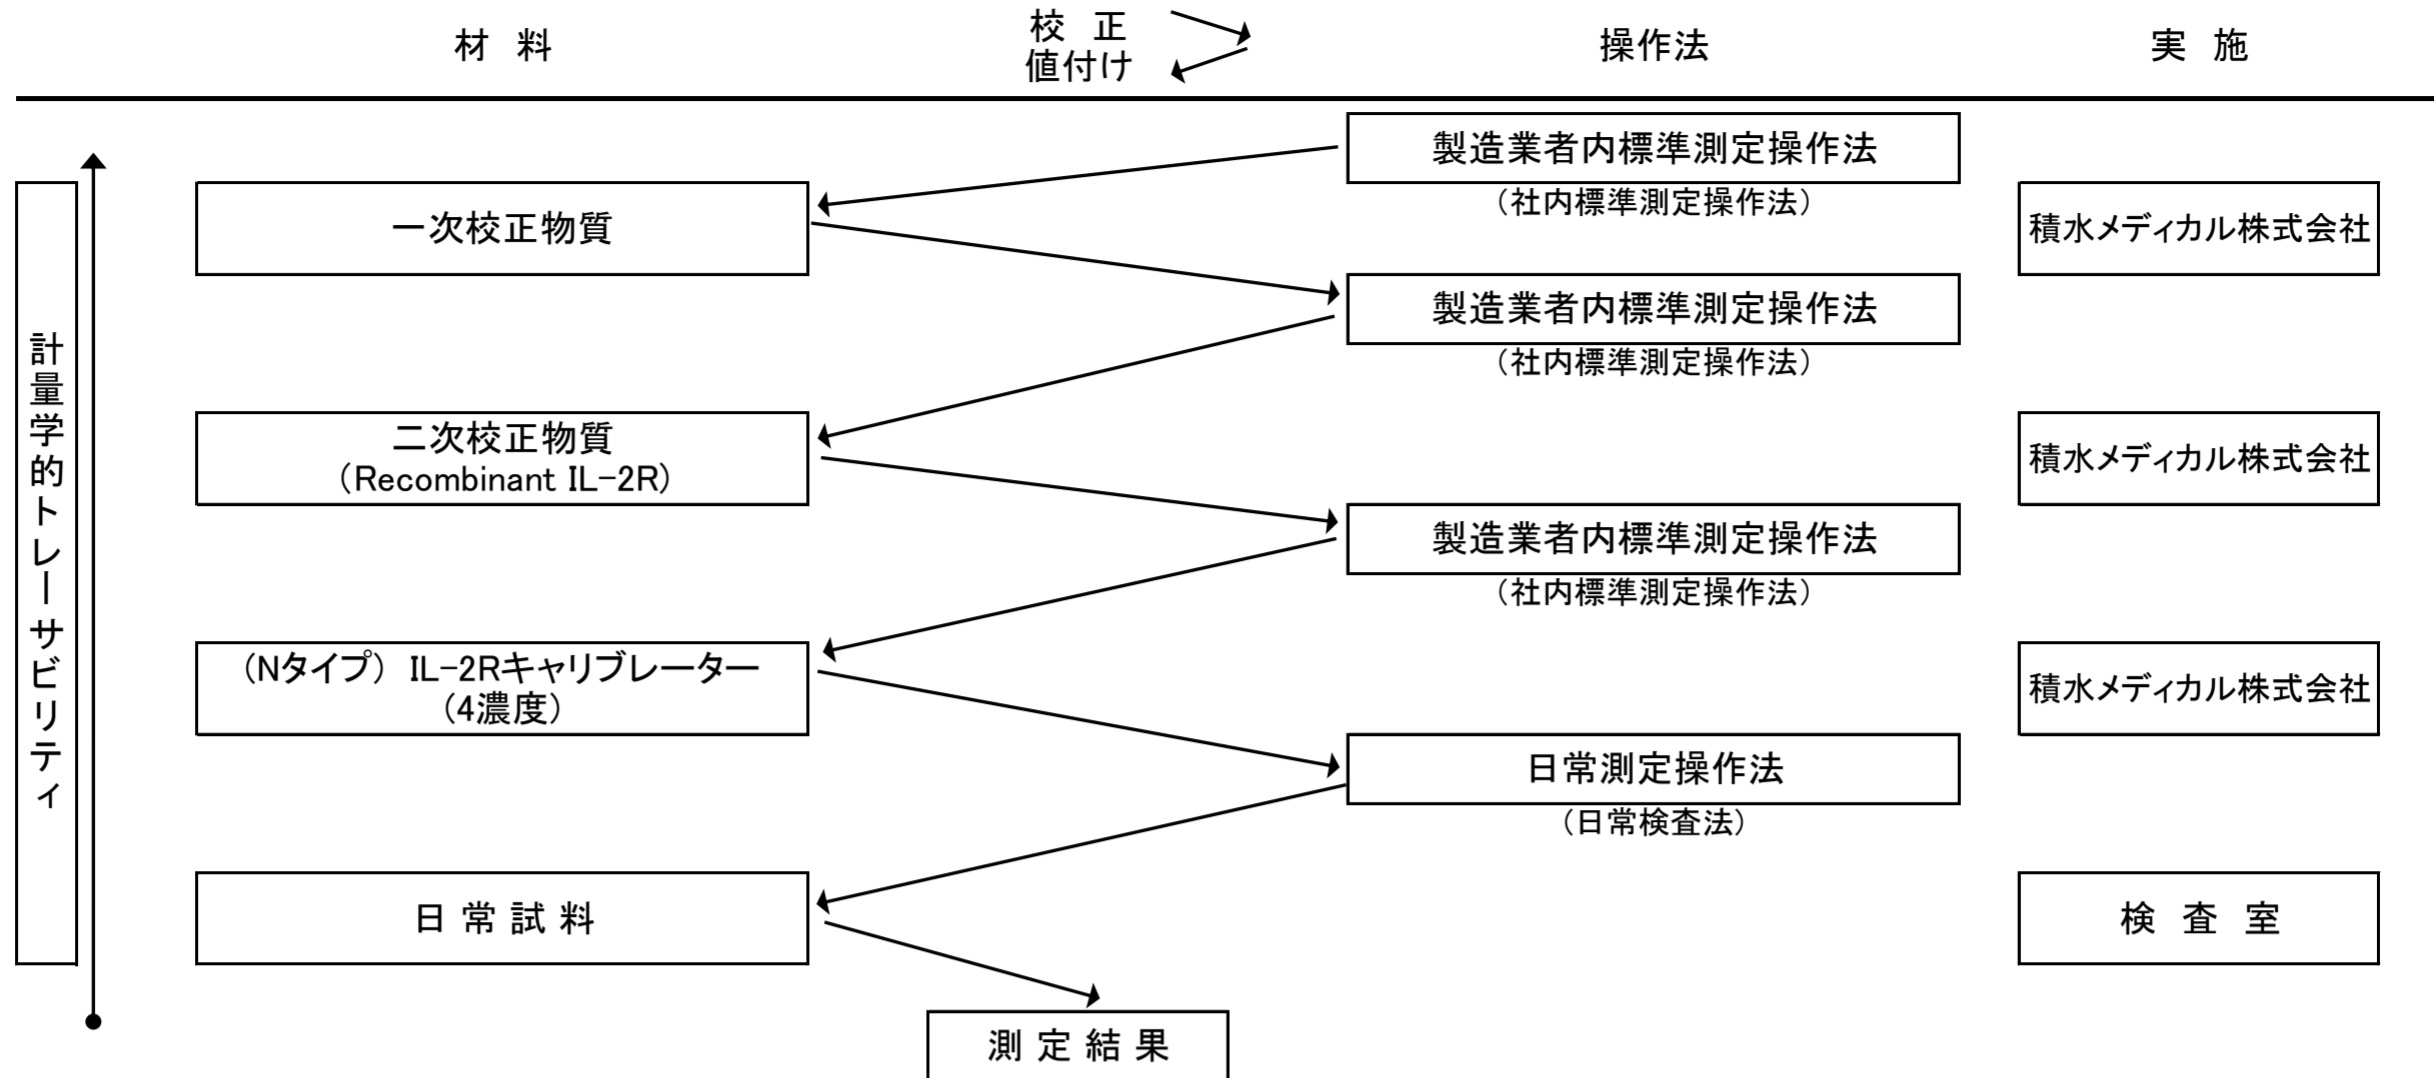 材 料
校 正
値付け
操作法
実 施
製造業者内標準測定操作法
（社内標準測定操作法）
一次校正物質
積水メディカル株式会社
製造業者内標準測定操作法
（社内標準測定操作法）
計量学的トレーサビリティ
二次校正物質
（Recombinant IL-2R）
積水メディカル株式会社
製造業者内標準測定操作法
（社内標準測定操作法）
（Nタイプ） IL-2Rキャリブレーター
（4濃度）
積水メディカル株式会社
日常測定操作法
（日常検査法）
日 常 試 料
検 査 室
測 定 結 果